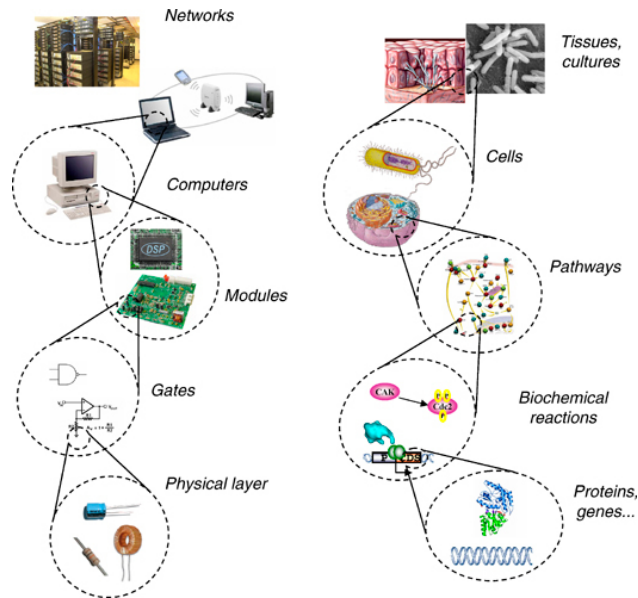 Networks
Computers
DSP
Modules
Gates
Physical layer
Tissues,
cultures
Cells
Pathways
Biochemical
reactions
CAK
Cdc2
P
Proteins,
genes...